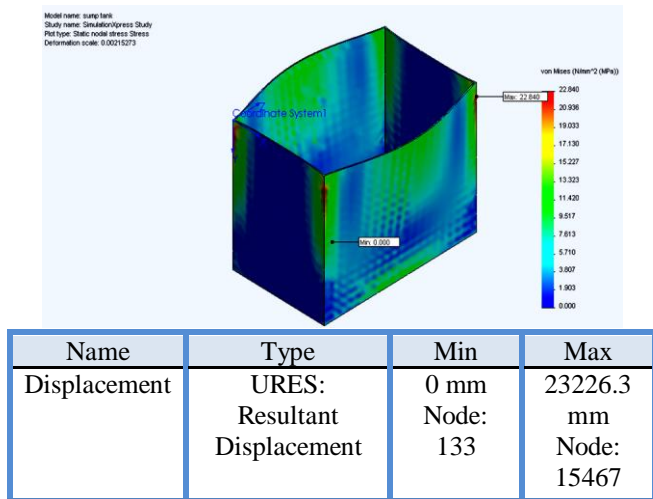 Model name: sump tank
Study name: SimulationXpress Study
Plot type: Static nodal stress Stress
Deformation scale: 0.00215273
von Mises (N/mm^2 (MPa))
22.840
20.936
19.033
17.130
15.227
13.323
11.420
9.517
7.613
5.710
3.807
1.903
0.000
Max: 22.840
Coordinate System1
Min: 0.000
Name Type Min Max
Displacement URES: 0 mm 23226.3
Resultant Node: mm
Displacement 133 Node:
15467